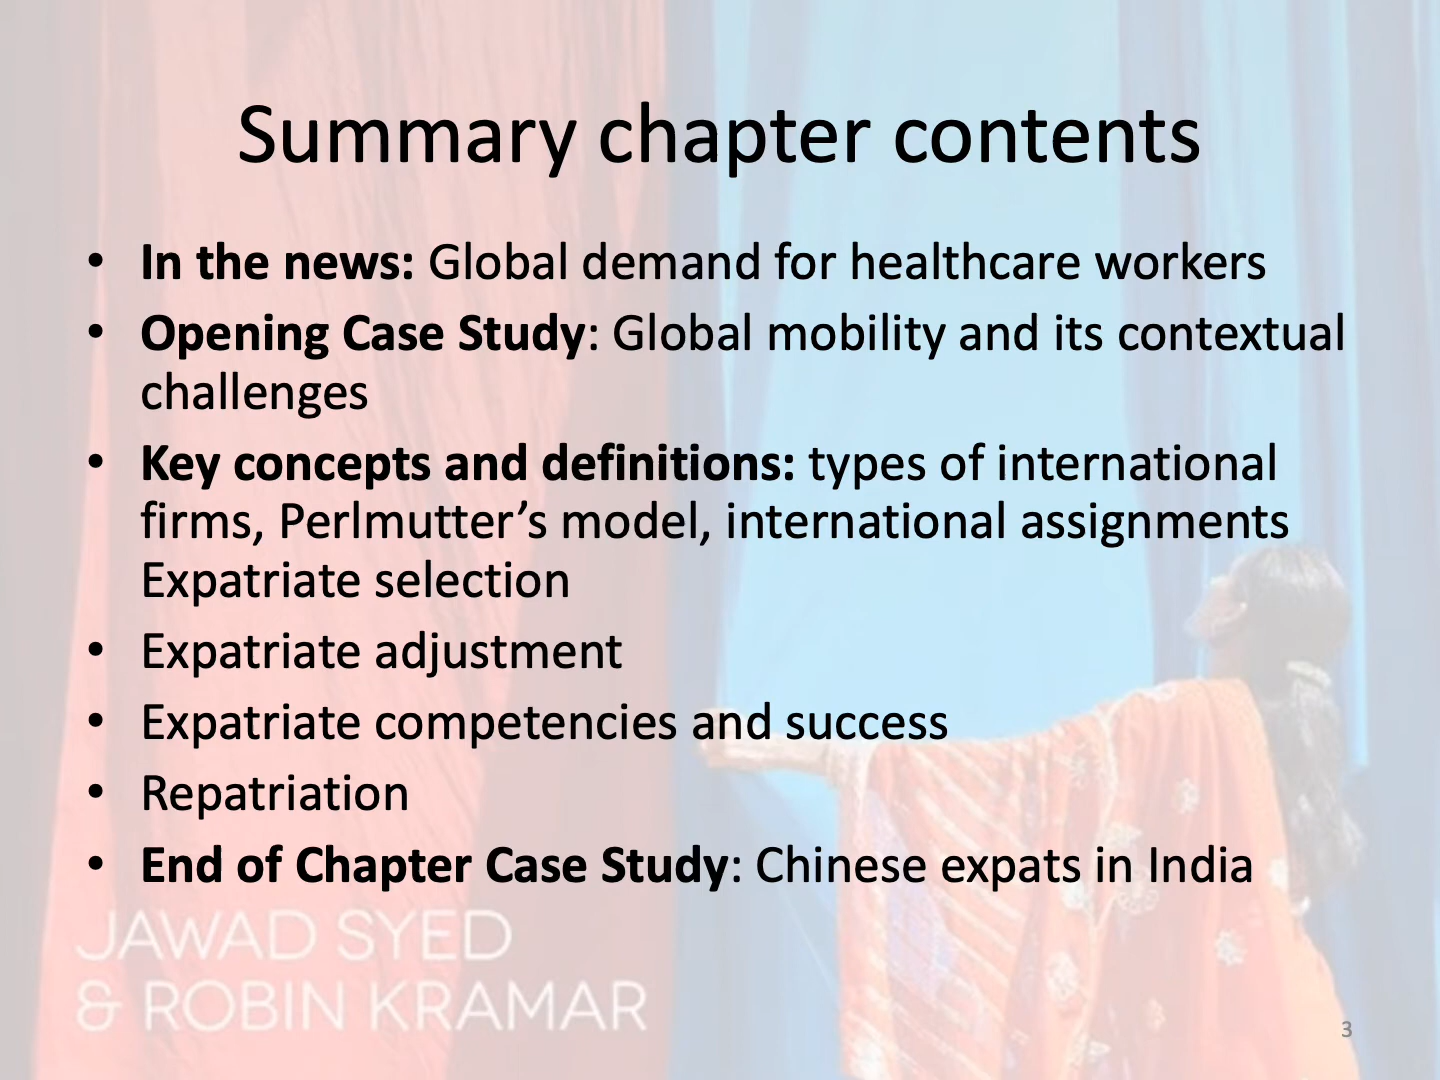 Summary chapter contents
• In the news: Global demand for healthcare workers
• Opening Case Study: Global mobility and its contextual
challenges
• Key concepts and definitions: types of international
firms, Perlmutter’s model, international assignments
Expatriate selection
• Expatriate adjustment
• Expatriate competencies and success
• Repatriation
• End of Chapter Case Study: Chinese expats in India
JAWAD SYED
& ROBIN KRAMAR
3